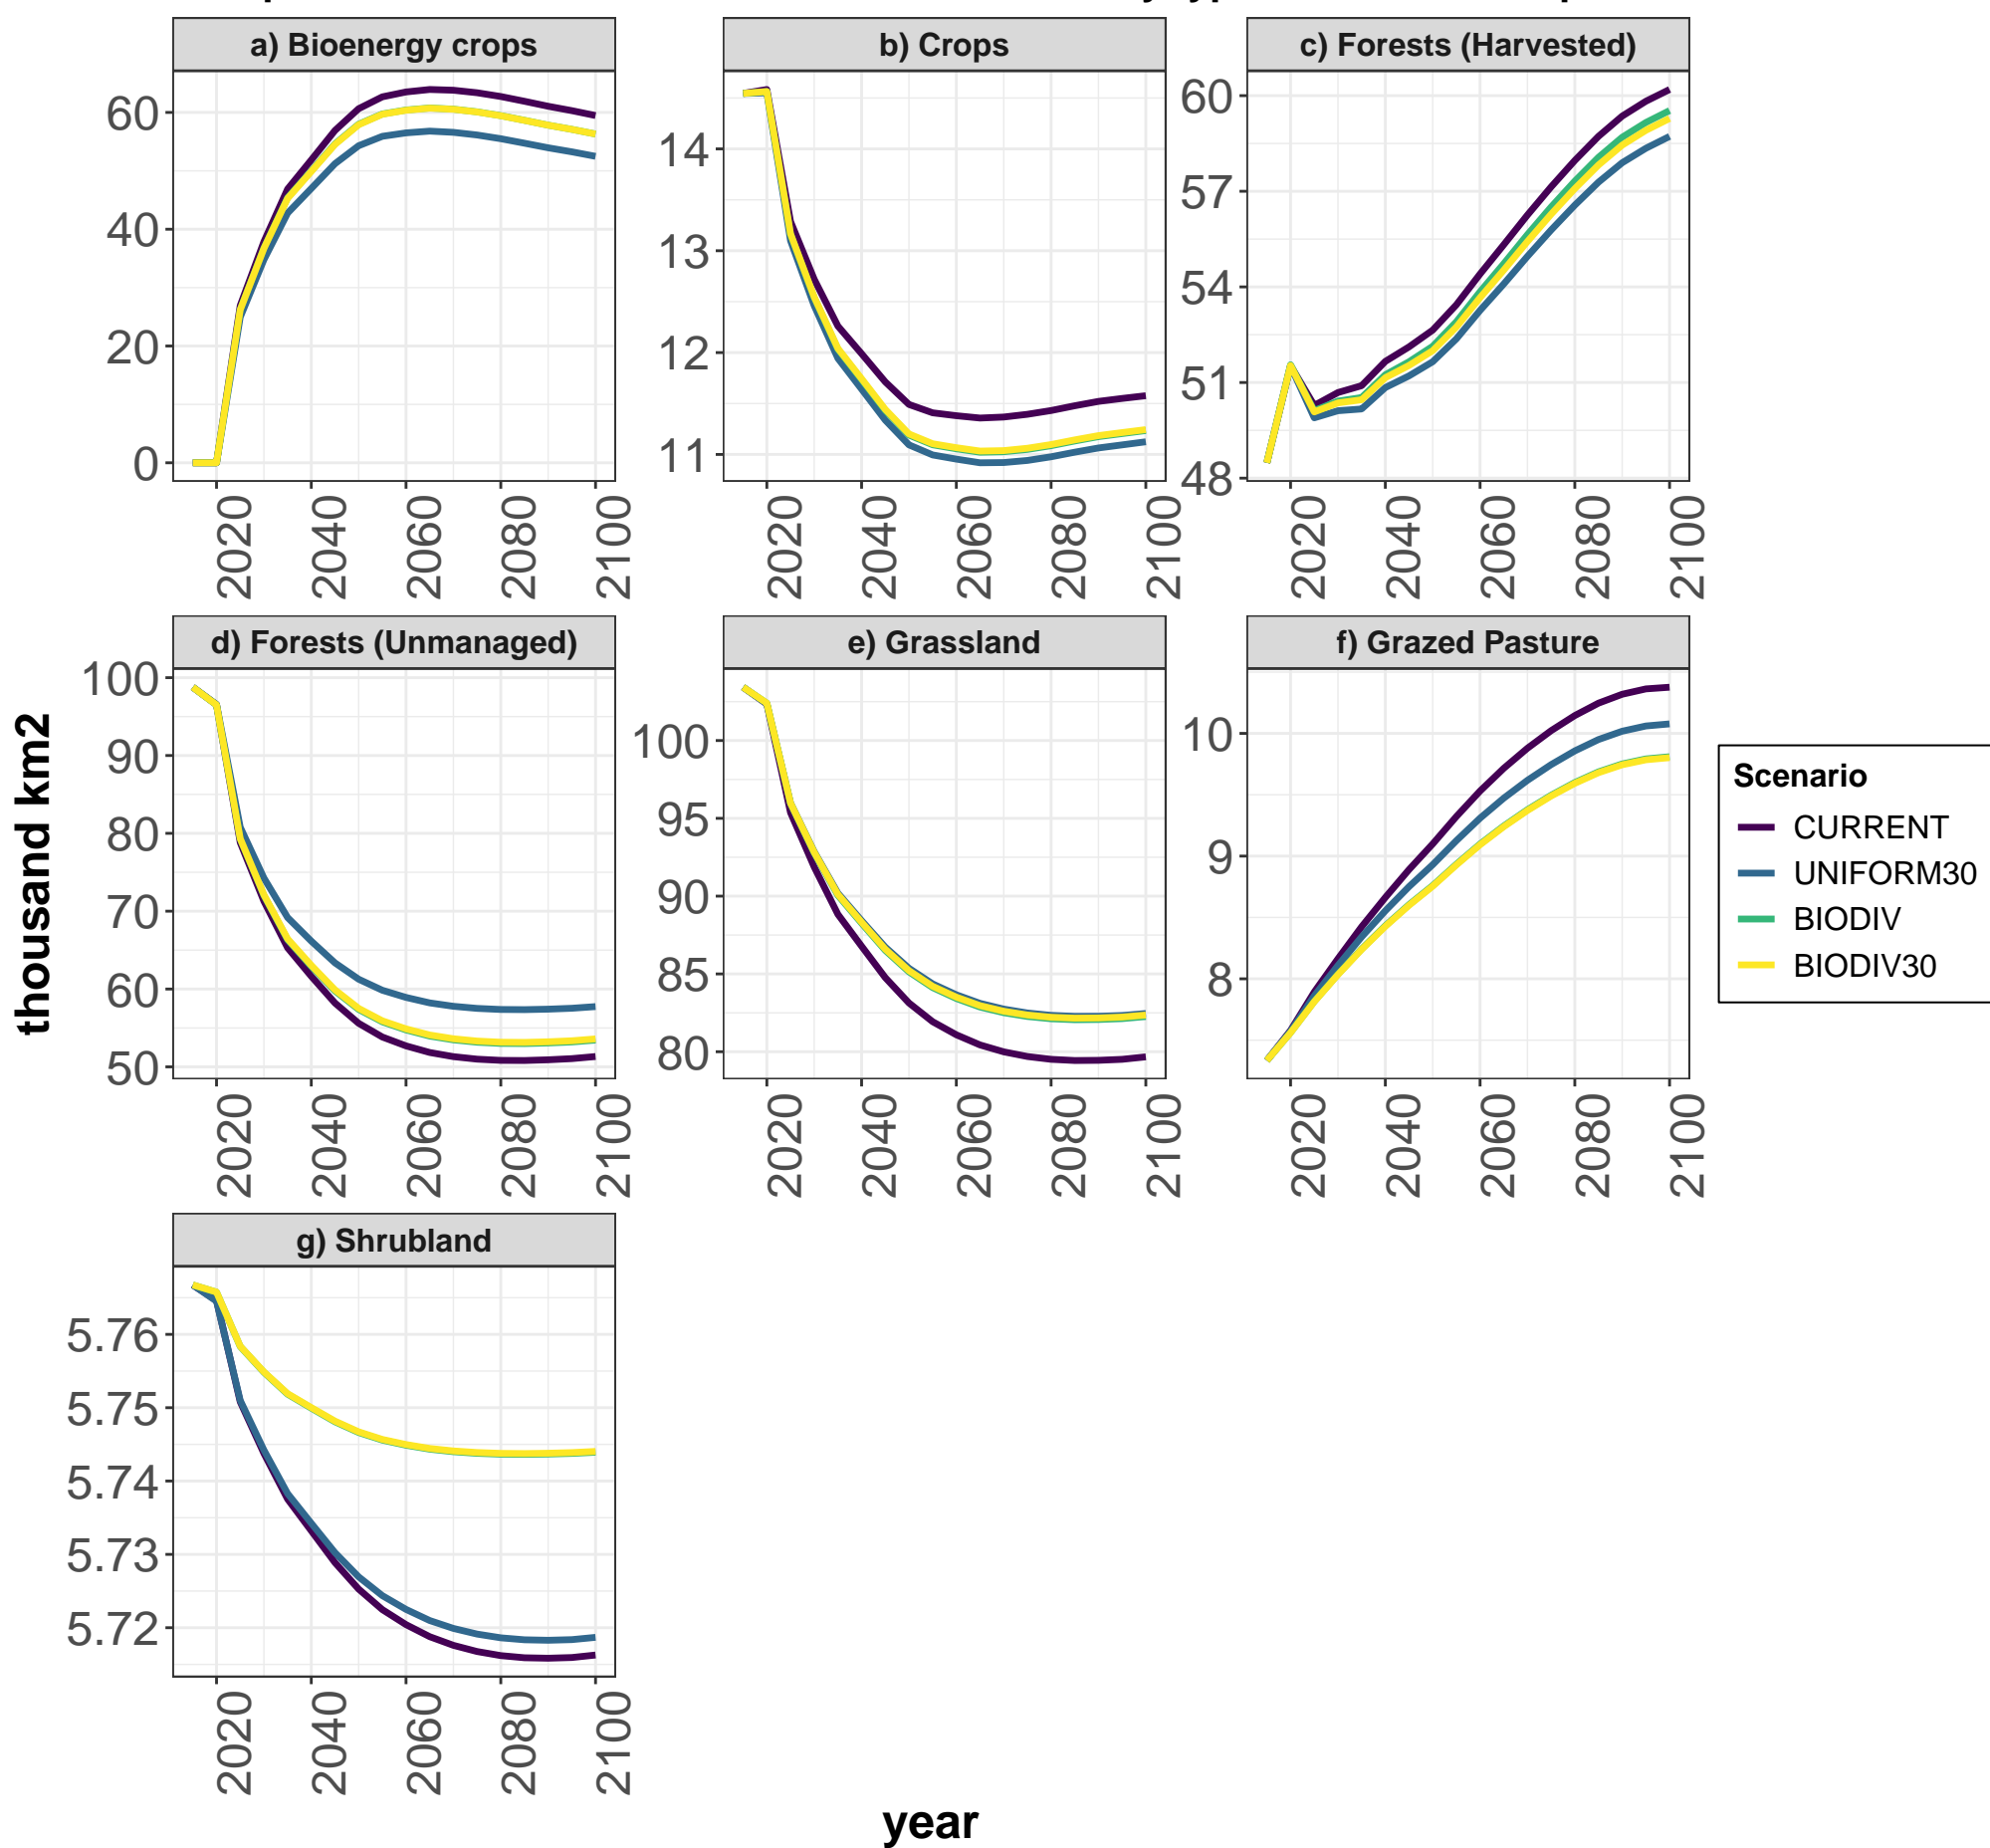 a) Bioenergy crops
b) Crops
c) Forests (Harvested)
60
40
20
0
14
13
12
11
60
57
54
51
48
2020 2040 2060 2080 2100
2020 2040 2060 2080 2100
2020 2040 2060 2080 2100
d) Forests (Unmanaged)
e) Grassland
f) Grazed Pasture
100
90
80
70
60
50
100
95
90
85
80
10
9
8
2020 2040 2060 2080 2100
2020 2040 2060 2080 2100
2020 2040 2060 2080 2100
g) Shrubland
5.76
5.75
5.74
5.73
5.72
2020 2040 2060 2080 2100
thousand km2
year
Scenario
CURRENT
UNIFORM30
BIODIV
BIODIV30